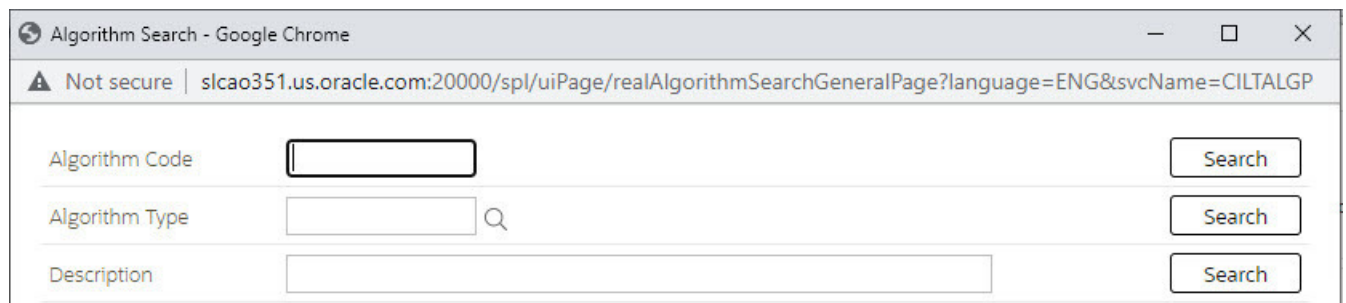 Algorithm Search - Google Chrome
Not secure | slcao351.us.oracle.com:20000/spl/uiPage/realAlgorithmSearchGeneralPage?language=ENG&svcName=CILTALGP
Algorithm Code Search
Algorithm Type Search
Description Search